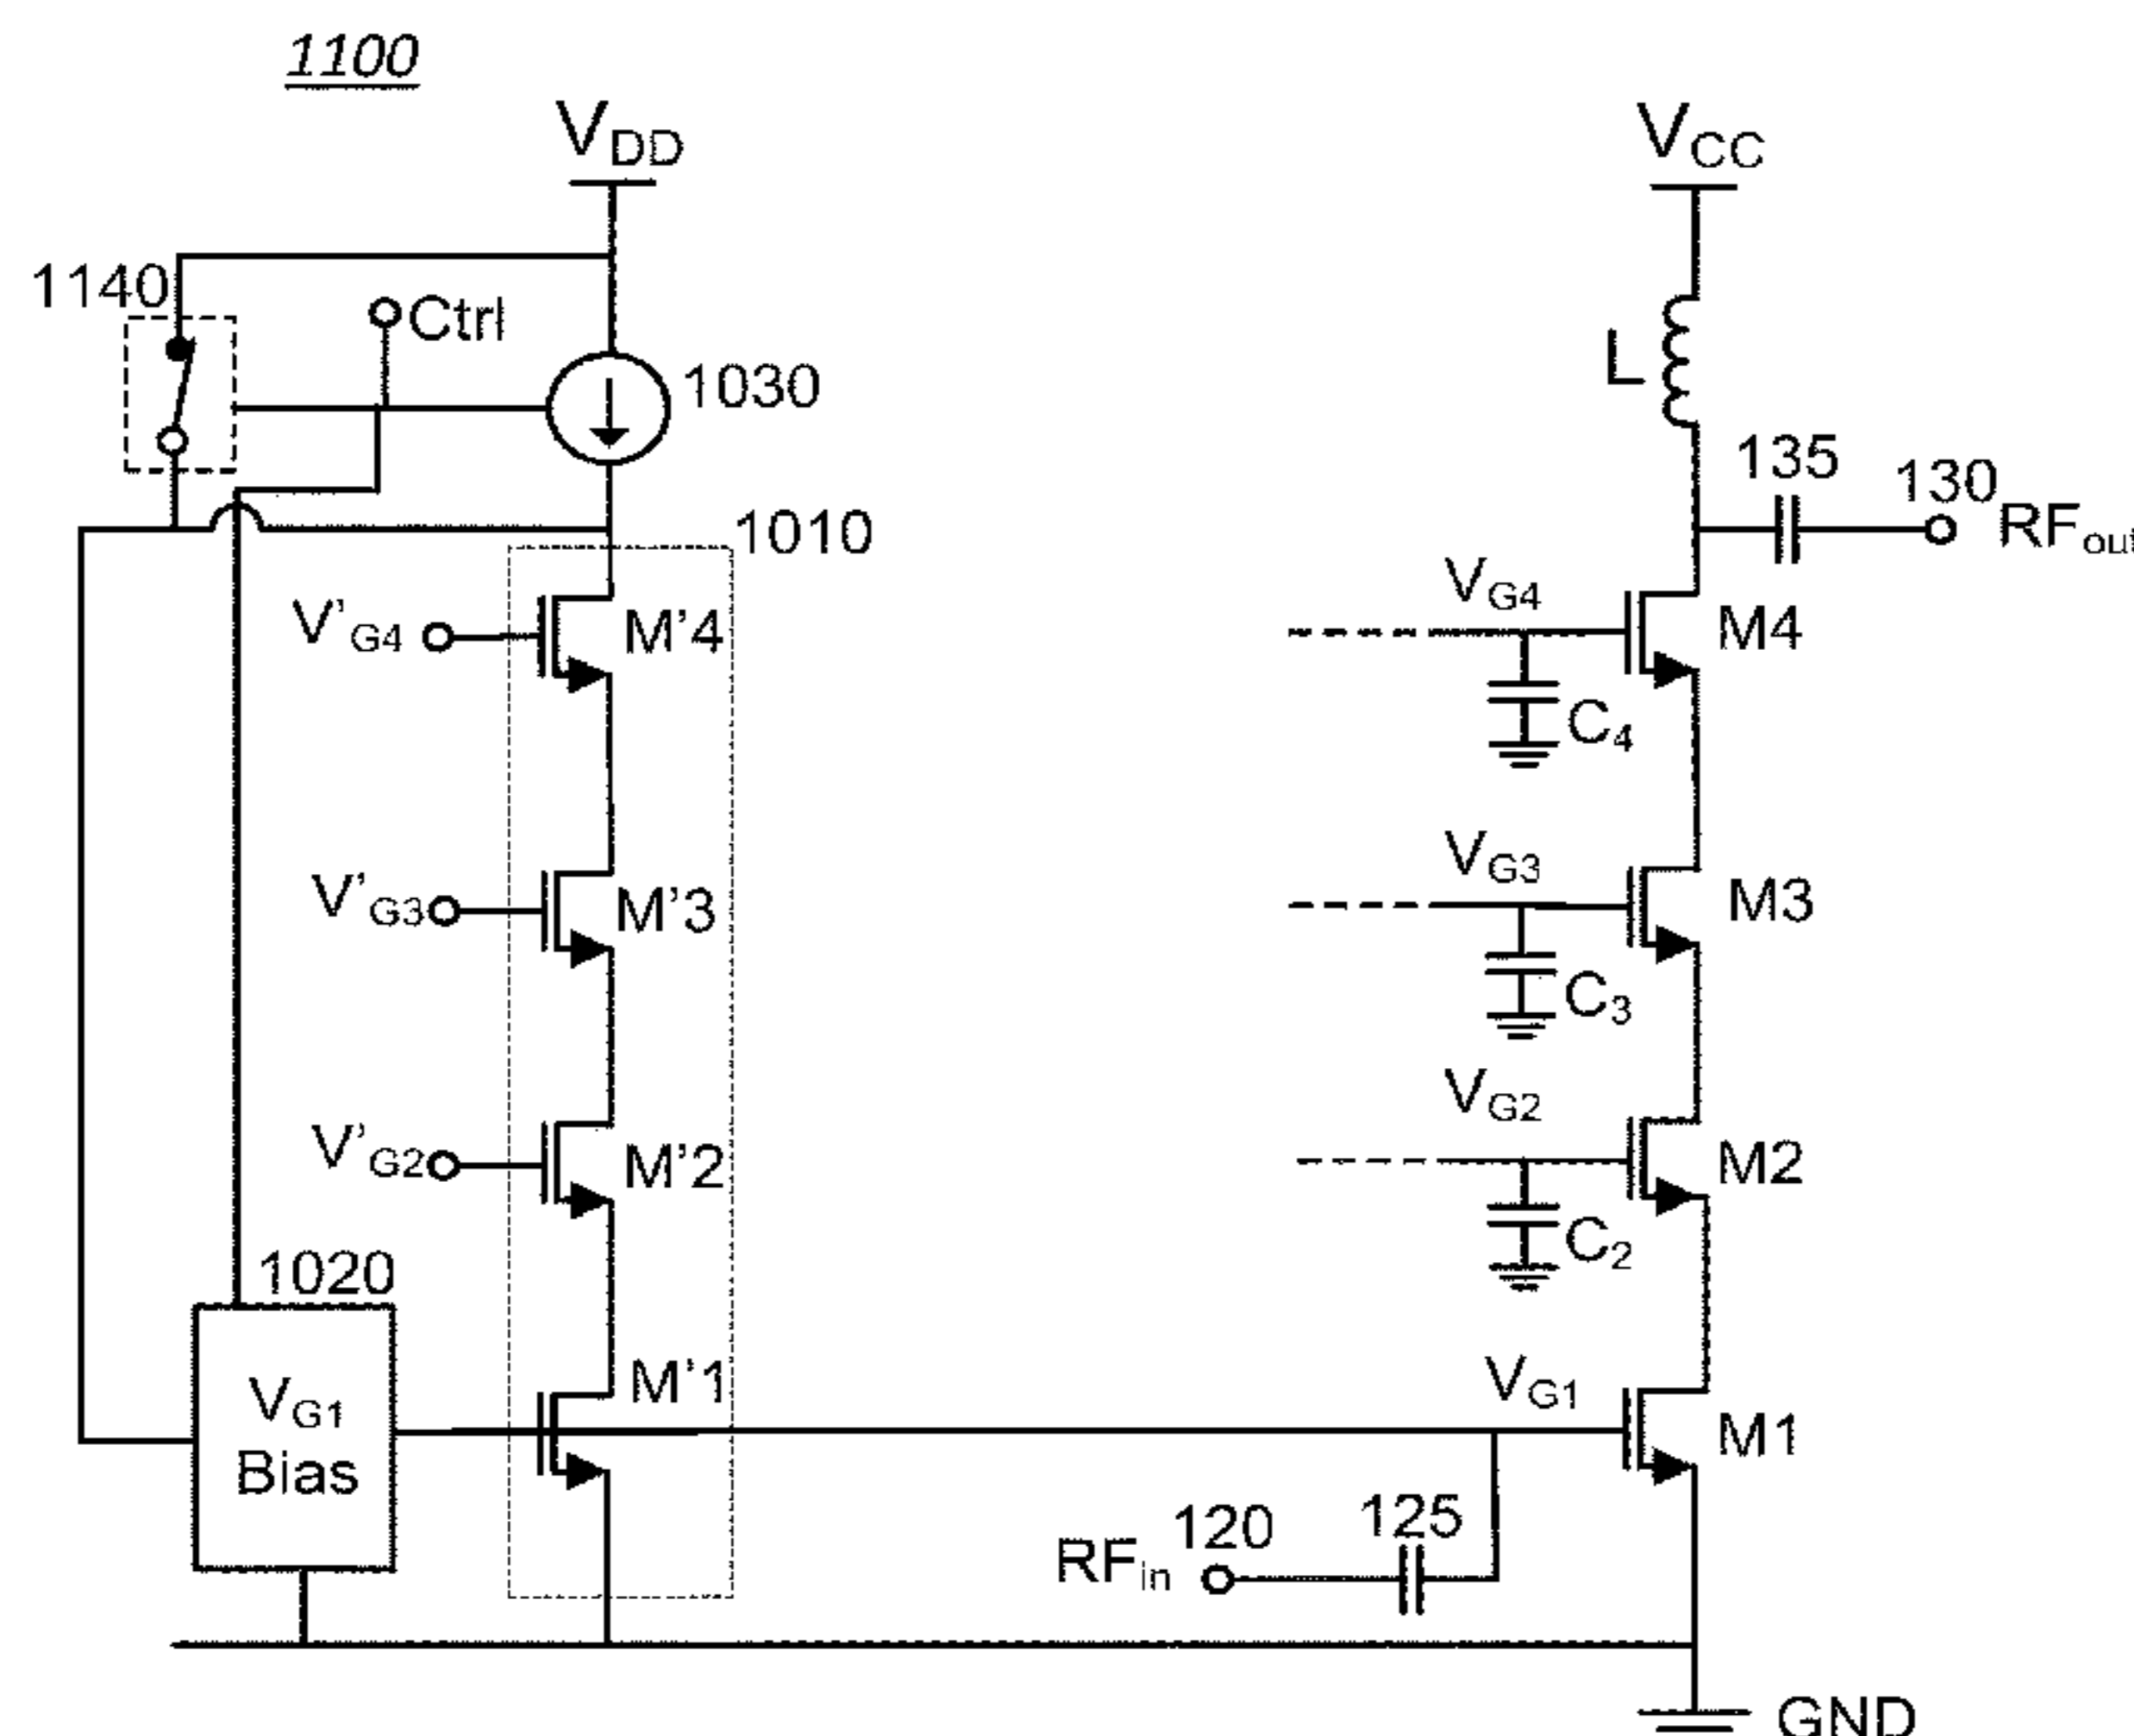 1100
VDD
VCC
1140
Ctrl
1030
L
135
130
RFout
1010
V'G4
M'4
VG4
M4
C4
V'G3
M'3
VG3
M3
C3
V'G2
M'2
VG2
M2
C2
1020
VG1
Bias
M'1
VG1
M1
RFin
120
125
GND